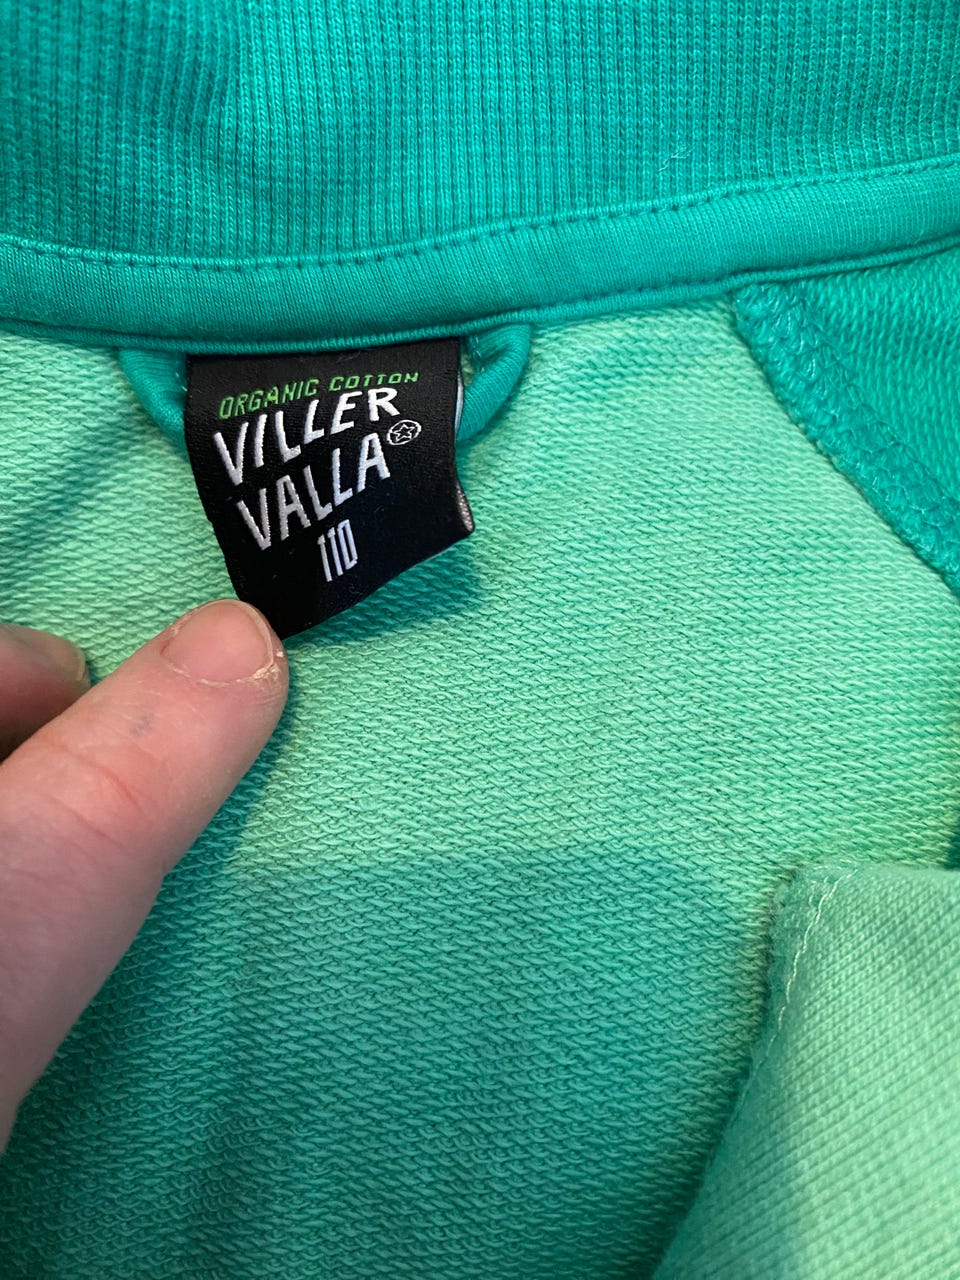 ORGANIC COTTON
VILLER
VALLA
110